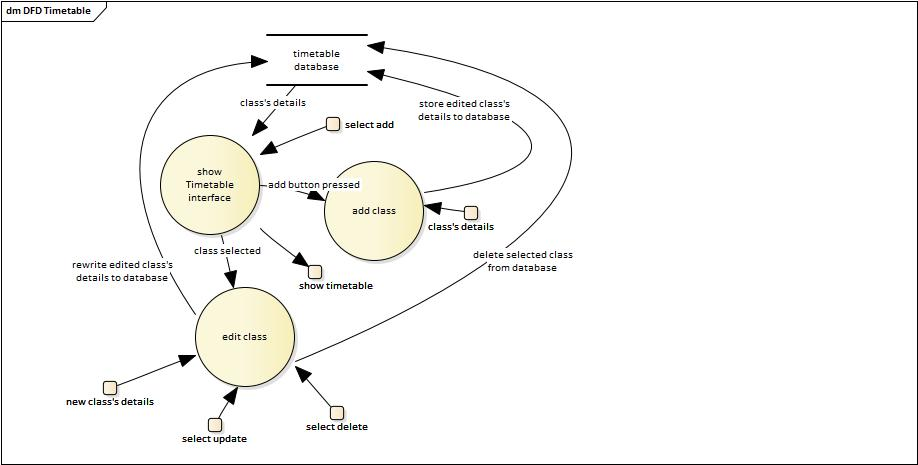 dm DFD Timetable
timetable
database
class's details
select add
store edited class's
details to database
show
Timetable
interface
add button pressed
add class
class's details
class selected
show timetable
rewrite edited class's
details to database
delete selected class
from database
edit class
new class's details
select update
select delete